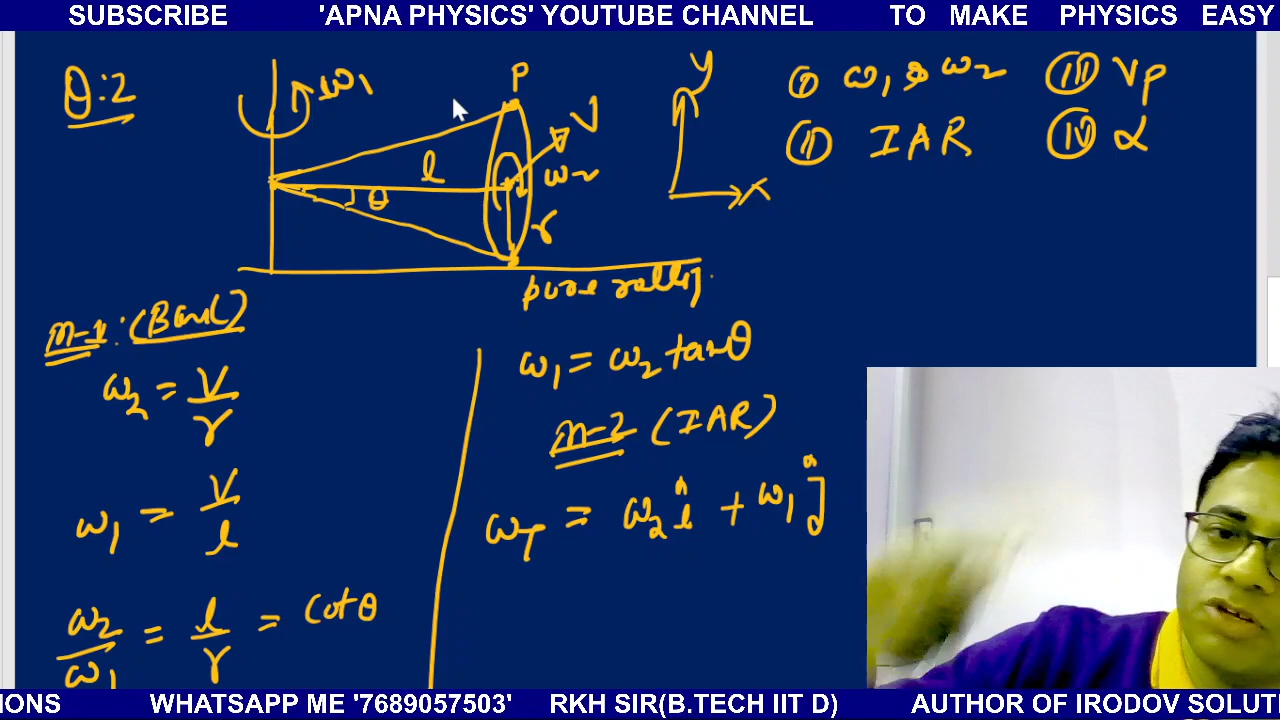 SUBSCRIBE 'APNA PHYSICS' YOUTUBE CHANNEL TO MAKE PHYSICS EASY
Q:2
ω₁
P
l
θ
V
ω₂
r
pure rolling
Y
X
(I) ω₁ & ω₂ (III) VP
(II) IAR (IV) α
M-1: (Basic)
ω₂ = V/r
ω₁ = V/l
ω₂/ω₁ = l/r = cotθ
ω₁ = ω₂ tanθ
M-2 (IAR)
ωT = ω₂ î + ω₁ ĵ
IONS WHATSAPP ME '7689057503' RKH SIR(B.TECH IIT D) AUTHOR OF IRODOV SOLUT